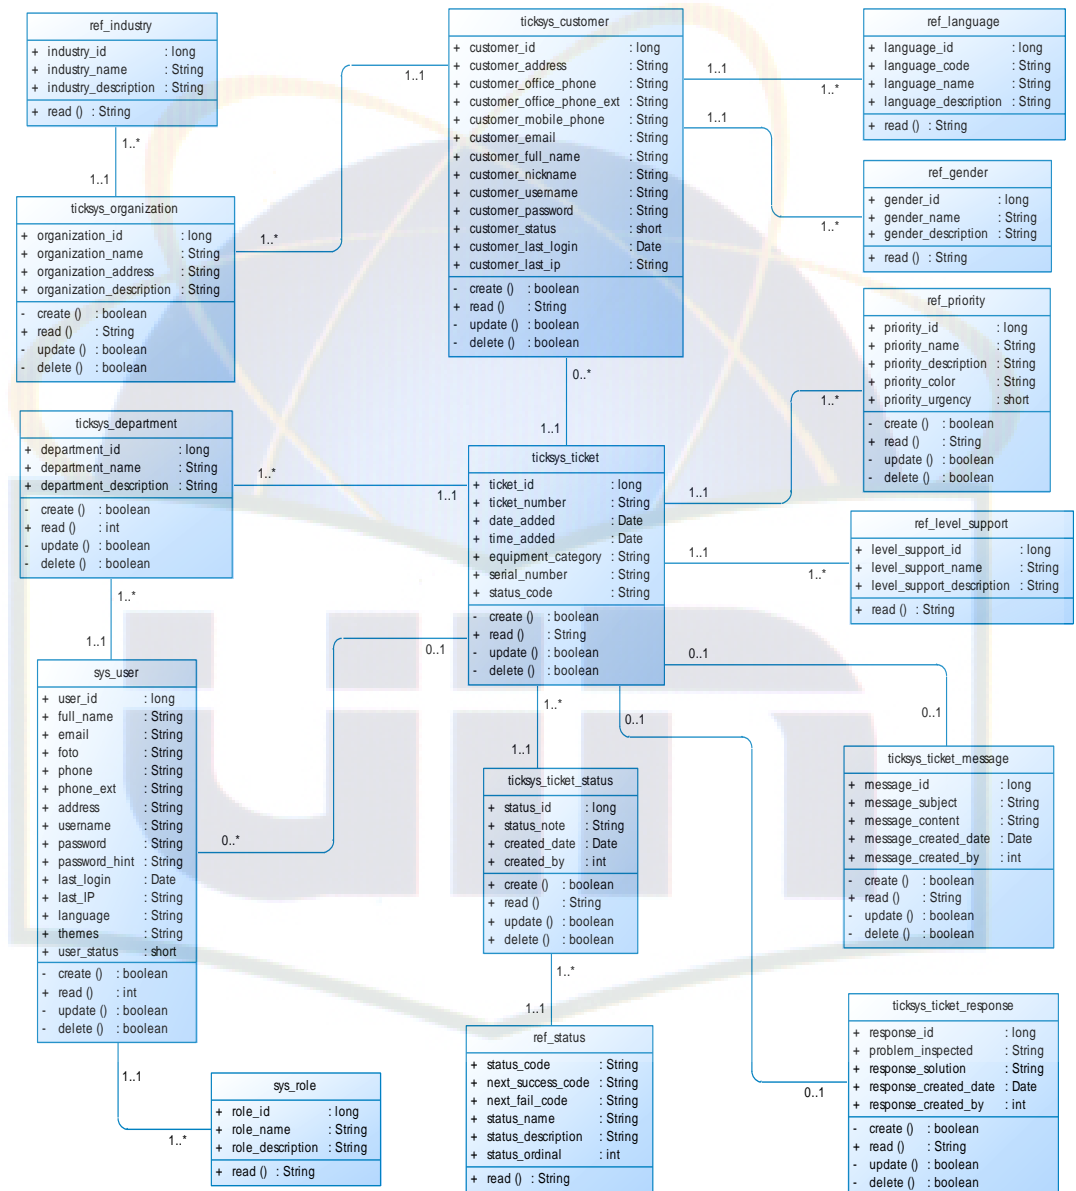 ref_industry
+ industry_id : long
+ industry_name : String
+ industry_description : String
+ read () : String
1..*
1..1
ticksys_organization
+ organization_id : long
+ organization_name : String
+ organization_address : String
+ organization_description : String
- create () : boolean
+ read () : String
- update () : boolean
- delete () : boolean
1..*
1..1
ticksys_customer
+ customer_id : long
+ customer_address : String
+ customer_office_phone : String
+ customer_office_phone_ext : String
+ customer_mobile_phone : String
+ customer_email : String
+ customer_full_name : String
+ customer_nickname : String
+ customer_username : String
+ customer_password : String
+ customer_status : short
+ customer_last_login : Date
+ customer_last_ip : String
- create () : boolean
+ read () : String
- update () : boolean
- delete () : boolean
1..1
1..*
1..1
1..*
ref_language
+ language_id : long
+ language_code : String
+ language_name : String
+ language_description : String
+ read () : String
ref_gender
+ gender_id : long
+ gender_name : String
+ gender_description : String
+ read () : String
ref_priority
+ priority_id : long
+ priority_name : String
+ priority_description : String
+ priority_color : String
+ priority_urgency : short
- create () : boolean
+ read () : String
- update () : boolean
- delete () : boolean
0..*
1..1
1..*
1..1
ticksys_department
+ department_id : long
+ department_name : String
+ department_description : String
- create () : boolean
+ read () : int
- update () : boolean
- delete () : boolean
1..*
1..1
ticksys_ticket
+ ticket_id : long
+ ticket_number : String
+ date_added : Date
+ time_added : Date
+ equipment_category : String
+ serial_number : String
+ status_code : String
- create () : boolean
+ read () : String
- update () : boolean
- delete () : boolean
1..1
1..*
ref_level_support
+ level_support_id : long
+ level_support_name : String
+ level_support_description : String
+ read () : String
1..*
1..1
sys_user
+ user_id : long
+ full_name : String
+ email : String
+ foto : String
+ phone : String
+ phone_ext : String
+ address : String
+ username : String
+ password : String
+ password_hint : String
+ last_login : Date
+ last_IP : String
+ language : String
+ themes : String
+ user_status : short
- create () : boolean
+ read () : int
- update () : boolean
- delete () : boolean
0..1
0..*
0..1
0..1
1..*
1..1
0..1
0..1
ticksys_ticket_status
+ status_id : long
+ status_note : String
+ created_date : Date
+ created_by : int
+ create () : boolean
+ read () : String
+ update () : boolean
+ delete () : boolean
ticksys_ticket_message
+ message_id : long
+ message_subject : String
+ message_content : String
+ message_created_date : Date
+ message_created_by : int
- create () : boolean
+ read () : String
- update () : boolean
- delete () : boolean
1..*
1..1
ref_status
+ status_code : String
+ next_success_code : String
+ next_fail_code : String
+ status_name : String
+ status_description : String
+ status_ordinal : int
+ read () : String
ticksys_ticket_response
+ response_id : long
+ problem_inspected : String
+ response_solution : String
+ response_created_date : Date
+ response_created_by : int
- create () : boolean
+ read () : String
- update () : boolean
- delete () : boolean
1..1
1..*
sys_role
+ role_id : long
+ role_name : String
+ role_description : String
+ read () : String
uin